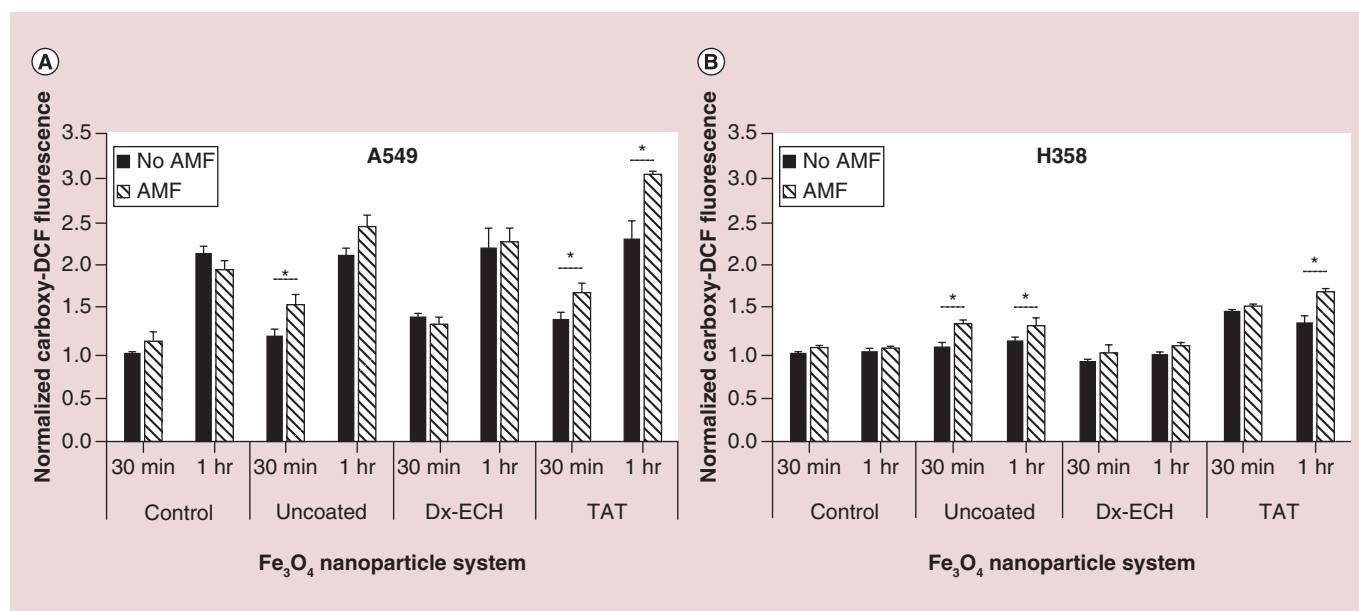 A
Normalized carboxy-DCF fluorescence
3.5
3.0
2.5
2.0
1.5
1.0
0.5
0.0
No AMF
AMF
A549
*
*
*
30 min 1 hr 30 min 1 hr 30 min 1 hr 30 min 1 hr
Control Uncoated Dx-ECH TAT
Fe3O4 nanoparticle system
B
Normalized carboxy-DCF fluorescence
3.5
3.0
2.5
2.0
1.5
1.0
0.5
0.0
No AMF
AMF
H358
*
*
*
30 min 1 hr 30 min 1 hr 30 min 1 hr 30 min 1 hr
Control Uncoated Dx-ECH TAT
Fe3O4 nanoparticle system